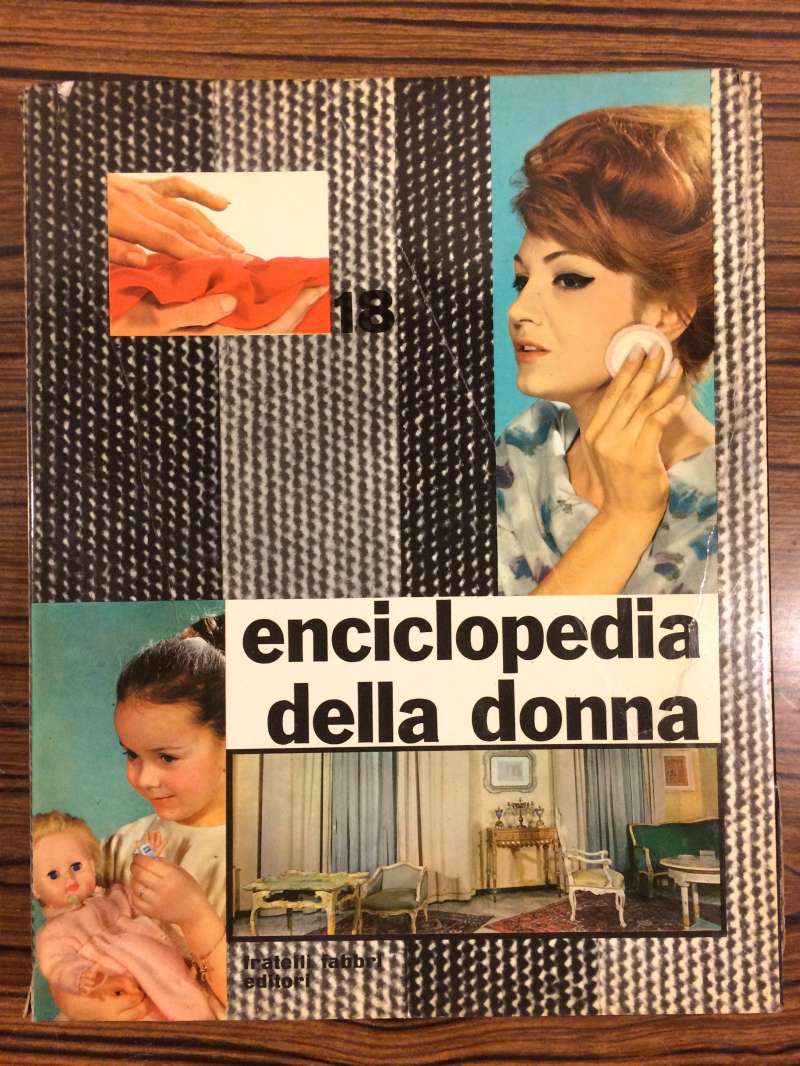 18
enciclopedia
della donna
fratelli fabbri
editori